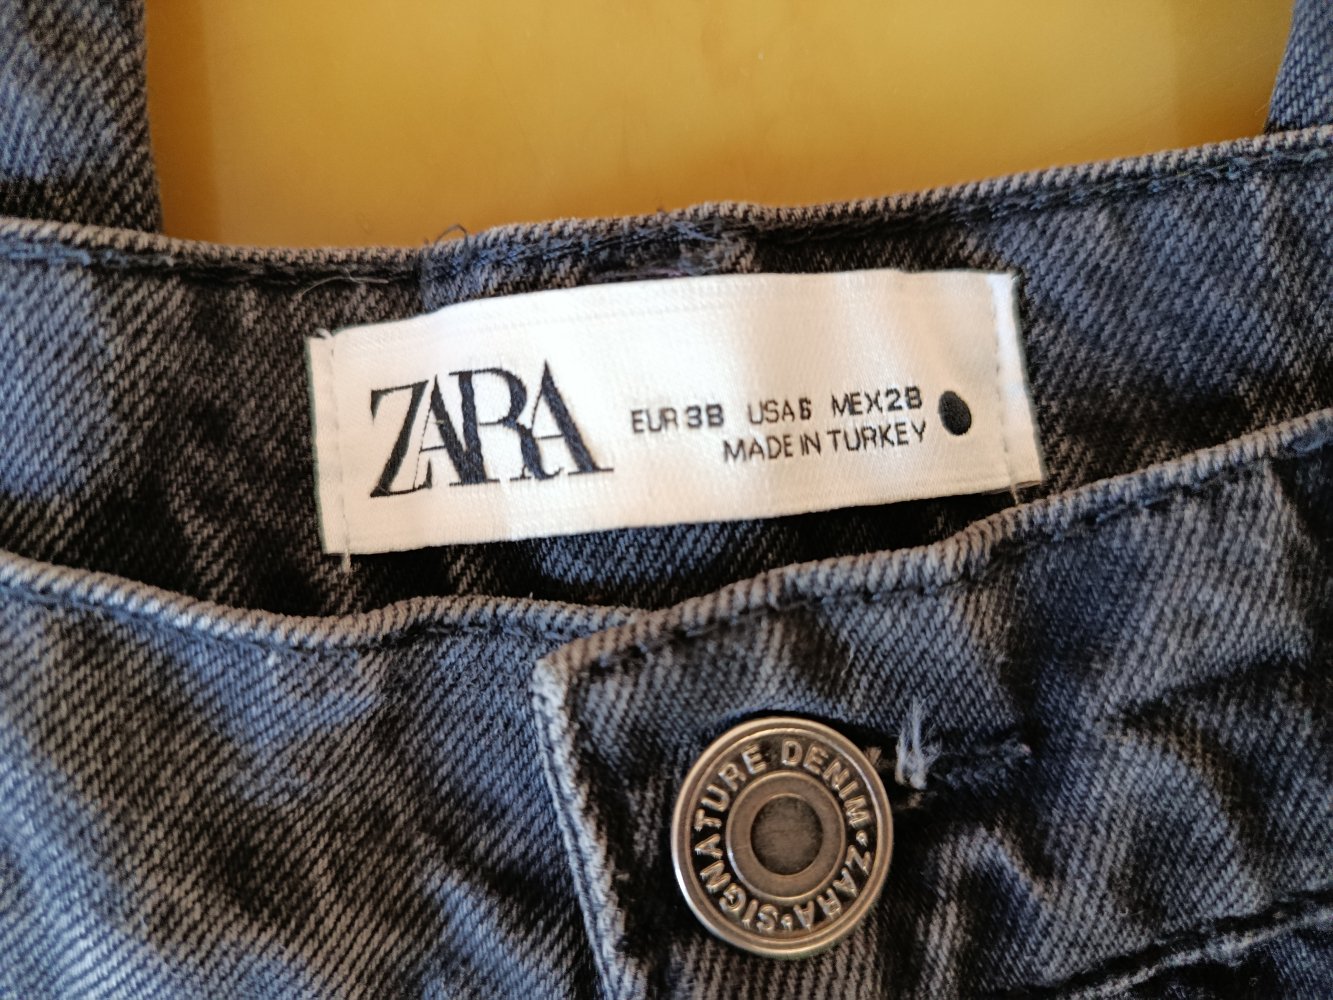 ZARA
EUR 38 USA 6 MEX 28
MADE IN TURKEY
SIGNATURE DENIM • ZARA •